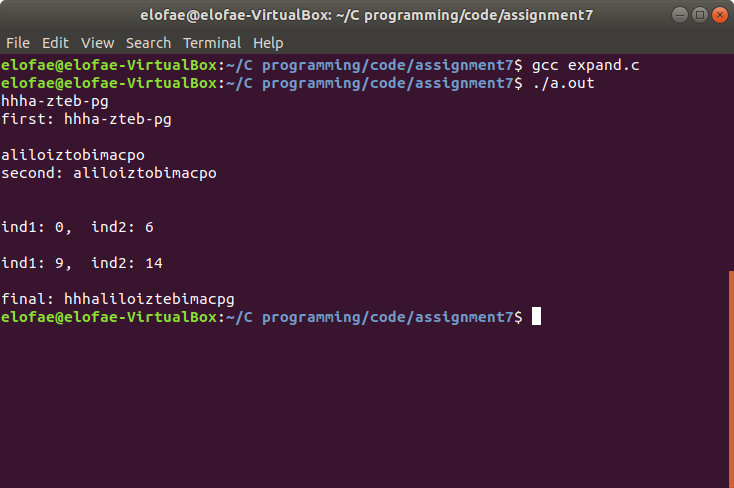 elofae@elofae-VirtualBox: ~/C programming/code/assignment7
File Edit View Search Terminal Help
elofae@elofae-VirtualBox:~/C programming/code/assignment7$ gcc expand.c
elofae@elofae-VirtualBox:~/C programming/code/assignment7$ ./a.out
hhha-zteb-pg
first: hhha-zteb-pg
aliloiztobimacpo
second: aliloiztobimacpo
ind1: 0,  ind2: 6
ind1: 9,  ind2: 14
final: hhhaliloiztebimacpg
elofae@elofae-VirtualBox:~/C programming/code/assignment7$